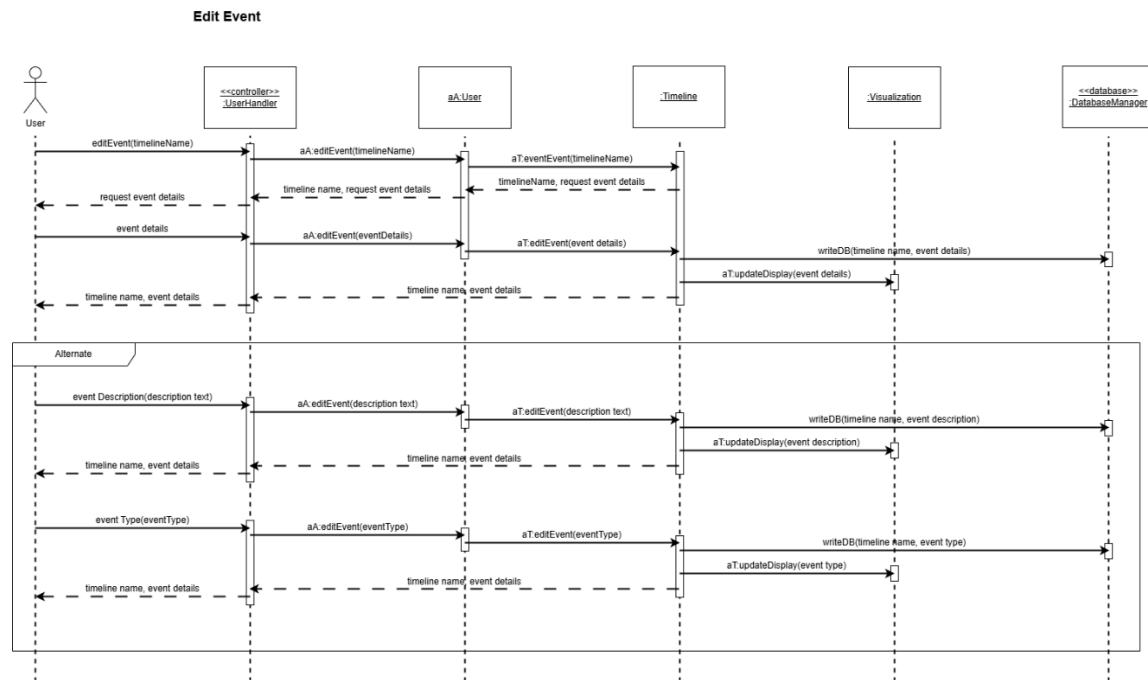 Edit Event
<<controller>>
:UserHandler
aA:User
:Timeline
:Visualization
<<database>>
:DatabaseManager
User
editEvent(timelineName)
aA:editEvent(timelineName)
aT:eventEvent(timelineName)
timelineName, request event details
timeline name, request event details
request event details
event details
aA:editEvent(eventDetails)
aT:editEvent(event details)
writeDB(timeline name, event details)
aT:updateDisplay(event details)
timeline name, event details
timeline name, event details
Alternate
event Description(description text)
aA:editEvent(description text)
aT:editEvent(description text)
writeDB(timeline name, event description)
aT:updateDisplay(event description)
timeline name, event details
timeline name, event details
event Type(eventType)
aA:editEvent(eventType)
aT:editEvent(eventType)
writeDB(timeline name, event type)
aT:updateDisplay(event type)
timeline name, event details
timeline name, event details